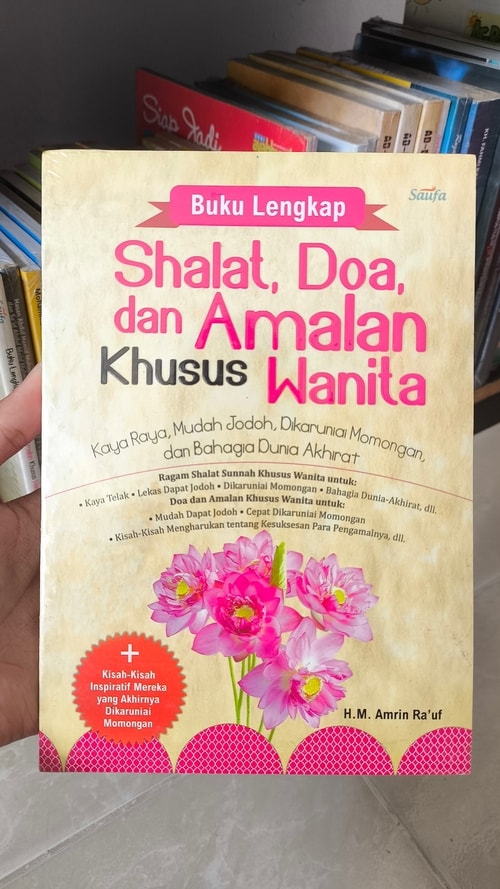 Siap Jadi
Buku Lengkap
Saufa
Shalat, Doa,
dan Amalan
Khusus Wanita
Kaya Raya, Mudah Jodoh, Dikaruniai Momongan,
dan Bahagia Dunia Akhirat
Ragam Shalat Sunnah Khusus Wanita untuk:
• Kaya Telak • Lekas Dapat Jodoh • Dikaruniai Momongan • Bahagia Dunia-Akhirat, dll.
Doa dan Amalan Khusus Wanita untuk:
• Mudah Dapat Jodoh • Cepat Dikaruniai Momongan
• Kisah-Kisah Mengharukan tentang Kesuksesan Para Pengamalnya, dll.
+
Kisah-Kisah
Inspiratif Mereka
yang Akhirnya
Dikaruniai
Momongan
H.M. Amrin Ra'uf